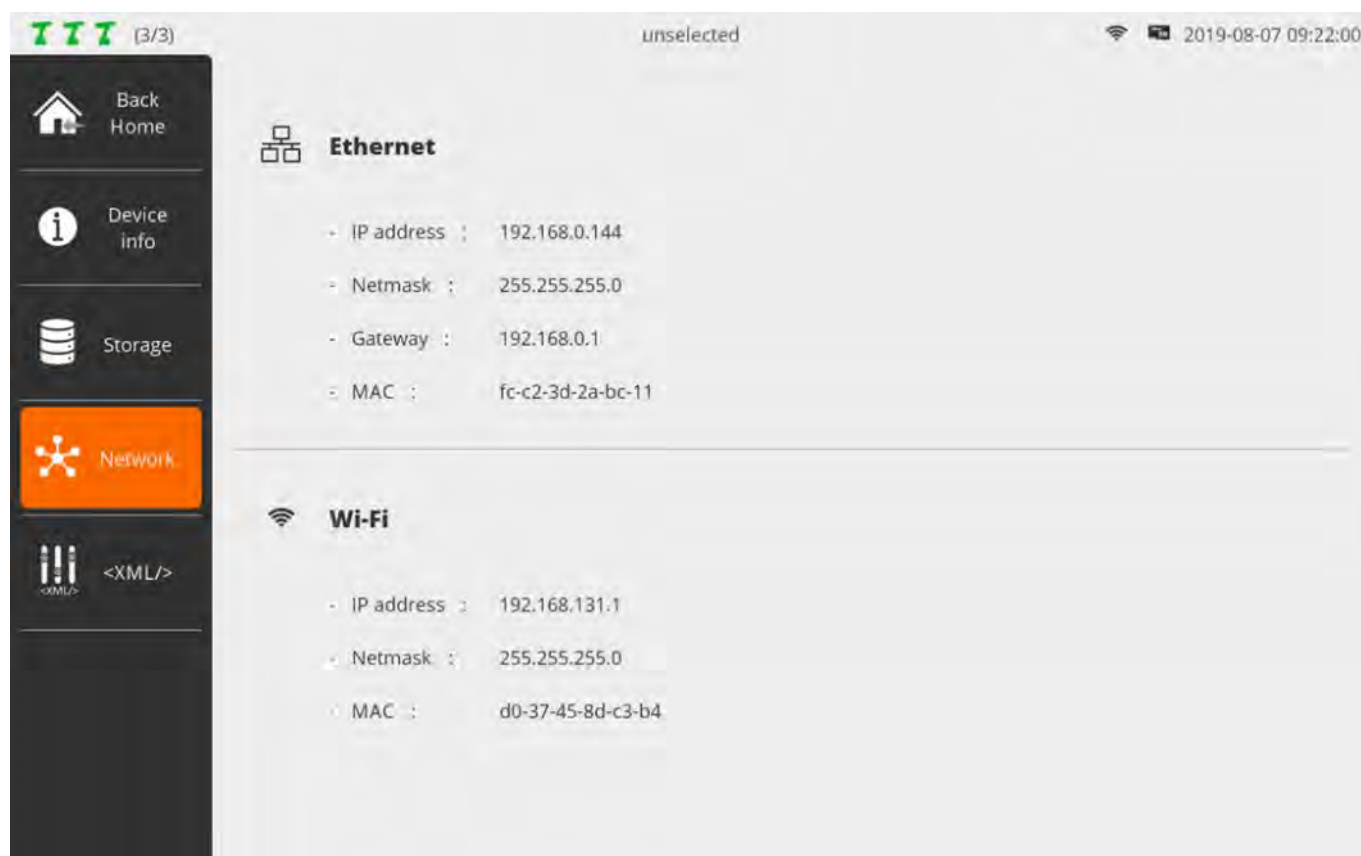 (3/3)
unselected
2019-08-07 09:22:00
Back
Home
Device
info
Storage
Network
<XML/>
<XML/>
Ethernet
- IP address : 192.168.0.144
- Netmask : 255.255.255.0
- Gateway : 192.168.0.1
- MAC : fc-c2-3d-2a-bc-11
Wi-Fi
- IP address : 192.168.131.1
- Netmask : 255.255.255.0
- MAC : d0-37-45-8d-c3-b4